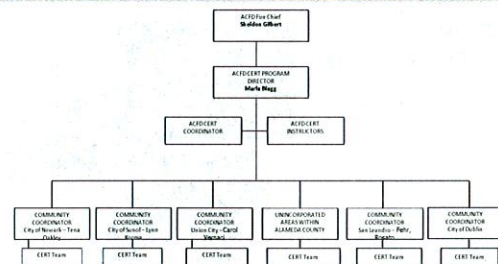 ACFD Fire Chief
Sheldon Gilbert
ACFD CERT PROGRAM
DIRECTOR
Marla Blagg
ACFD CERT
COORDINATOR
ACFD CERT
INSTRUCTORS
COMMUNITY
COORDINATOR
City of Newark - Tena
Oakley
COMMUNITY
COORDINATOR
City of Sunol - Lynn
COMMUNITY
COORDINATOR
Union City - Carol
UNINCORPORATED
AREAS WITHIN
ALAMEDA COUNTY
COMMUNITY
COORDINATOR
San Leandro - Fehr,
COMMUNITY
COORDINATOR
City of Dublin
CERT Team
CERT Team
CERT Team
CERT Team
CERT Team
CERT Team